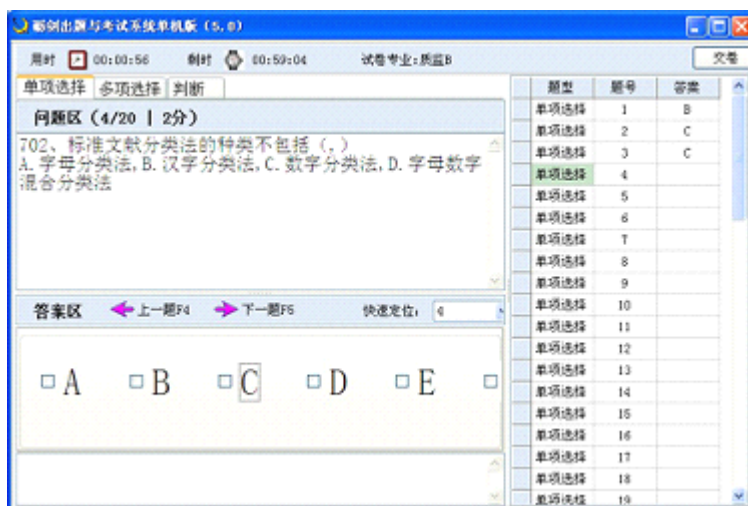 砺剑出题与考试系统单机版（5.0）
用时 00:00:56 剩时 00:59:04 试卷专业:质监B 交卷
单项选择 多项选择 判断
问题区（4/20 | 2分）
702、标准文献分类法的种类不包括（,）
A.字母分类法,B.汉字分类法,C.数字分类法,D.字母数字
混合分类法
答案区 上一题F4 下一题F5 快速定位: 4
A B C D E
题型 题号 答案
单项选择 1 B
单项选择 2 C
单项选择 3 C
单项选择 4
单项选择 5
单项选择 6
单项选择 7
单项选择 8
单项选择 9
单项选择 10
单项选择 11
单项选择 12
单项选择 13
单项选择 14
单项选择 15
单项选择 16
单项选择 17
单项选择 18
单项选择 19